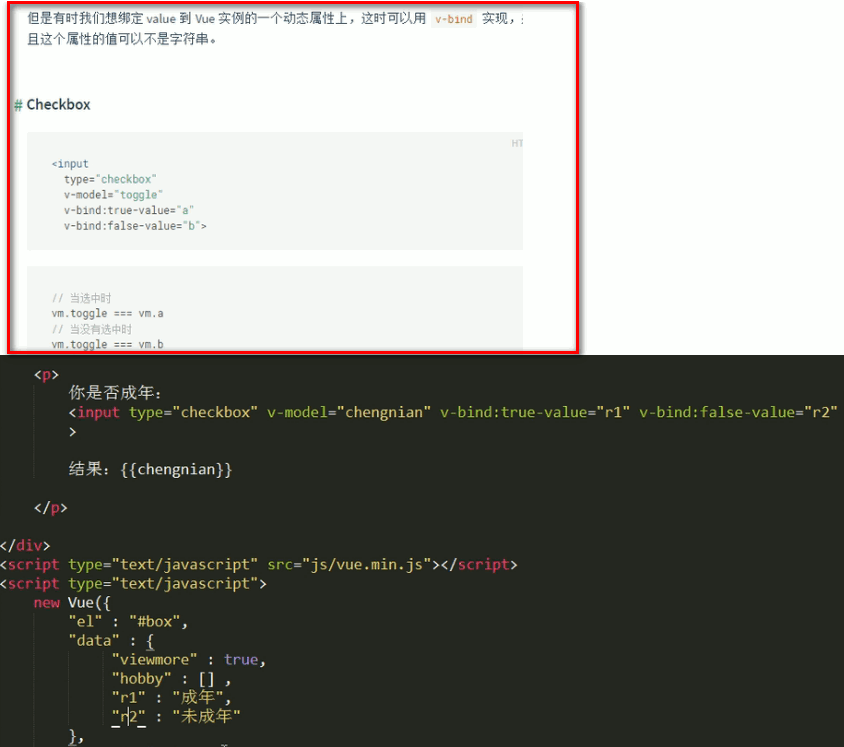 但是有时我们想绑定 value 到 Vue 实例的一个动态属性上，这时可以用 v-bind 实现，
且这个属性的值可以不是字符串。
# Checkbox
HT
<input
type="checkbox"
v-model="toggle"
v-bind:true-value="a"
v-bind:false-value="b">
// 当选中时
vm.toggle === vm.a
// 当没有选中时
vm.toggle === vm.b
<p>
你是否成年：
<input type="checkbox" v-model="chengnian" v-bind:true-value="r1" v-bind:false-value="r2"
>
结果：{{chengnian}}
</p>
</div>
<script type="text/javascript" src="js/vue.min.js"></script>
<script type="text/javascript">
new Vue({
"el" : "#box",
"data" : {
"viewmore" : true,
"hobby" : [] ,
"r1" : "成年",
"r2" : "未成年"
},